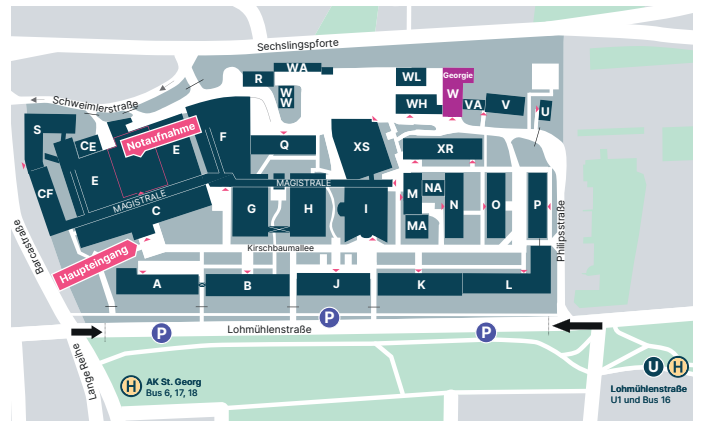 Sechslingspforte
WA
R
WL
Georgie
W
W
W
Schweimlerstraße
WH
VA
V
U
S
Notaufnahme
F
CE
E
Q
XS
XR
E
MAGISTRALE
CF
MAGISTRALE
M
NA
C
G
H
I
N
O
P
MA
Barcastraße
Philipsstraße
Haupteingang
Kirschbaumallee
A
B
J
K
L
P
P
P
Lohmühlenstraße
Lange Reihe
H
AK St. Georg
Bus 6, 17, 18
U
H
Lohmühlenstraße
U1 und Bus 16